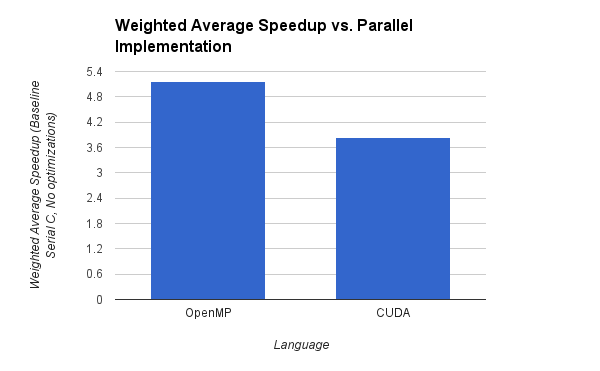 Weighted Average Speedup vs. Parallel
Implementation
Weighted Average Speedup (Baseline
Serial C, No optimizations)
5.4
4.8
4.2
3.6
3
2.4
1.8
1.2
0.6
0
OpenMP
CUDA
Language